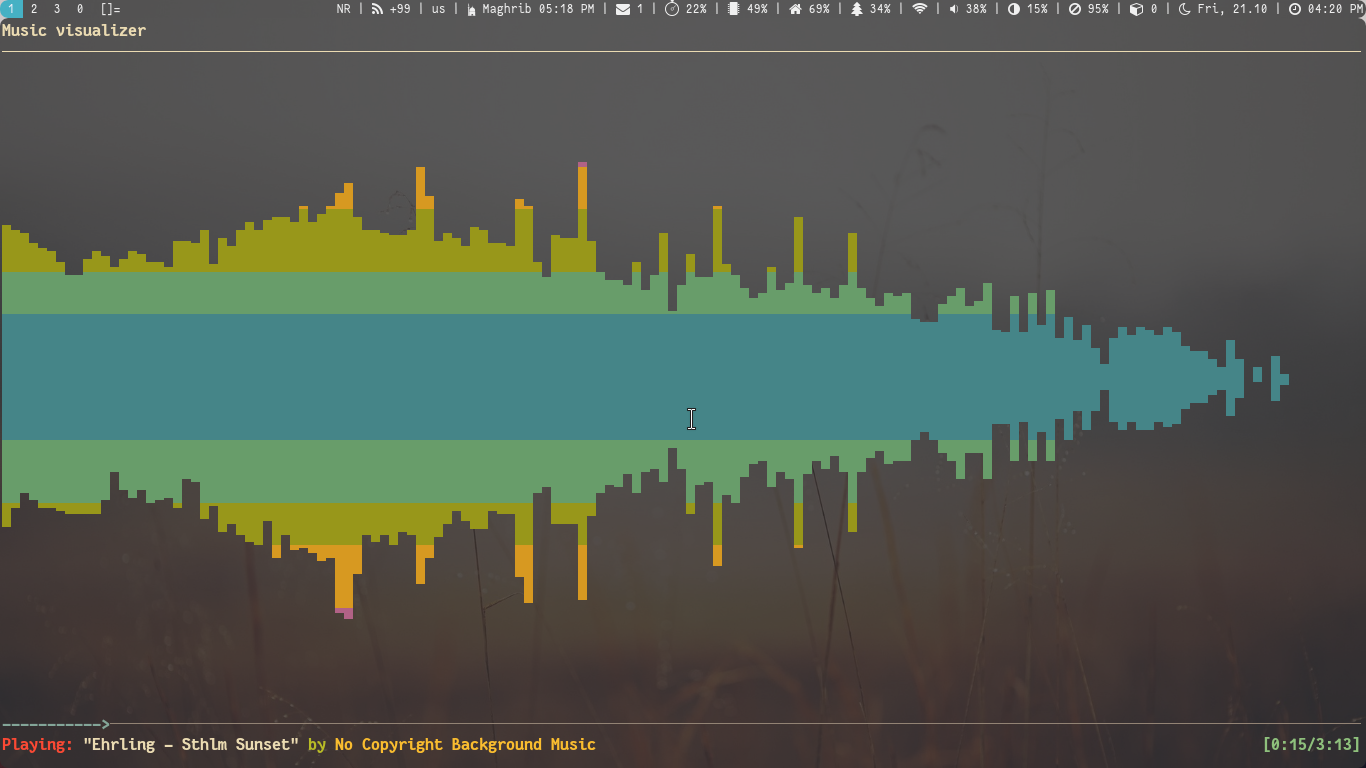 1 2 3 0 []= NR | +99 | us | Maghrib 05:18 PM | 1 | 22% | 49% | 69% | 34% | | 38% | 15% | 95% | 0 | Fri, 21.10 | 04:20 PM
Music visualizer
----------->
Playing: "Ehrling – Sthlm Sunset" by No Copyright Background Music [0:15/3:13]